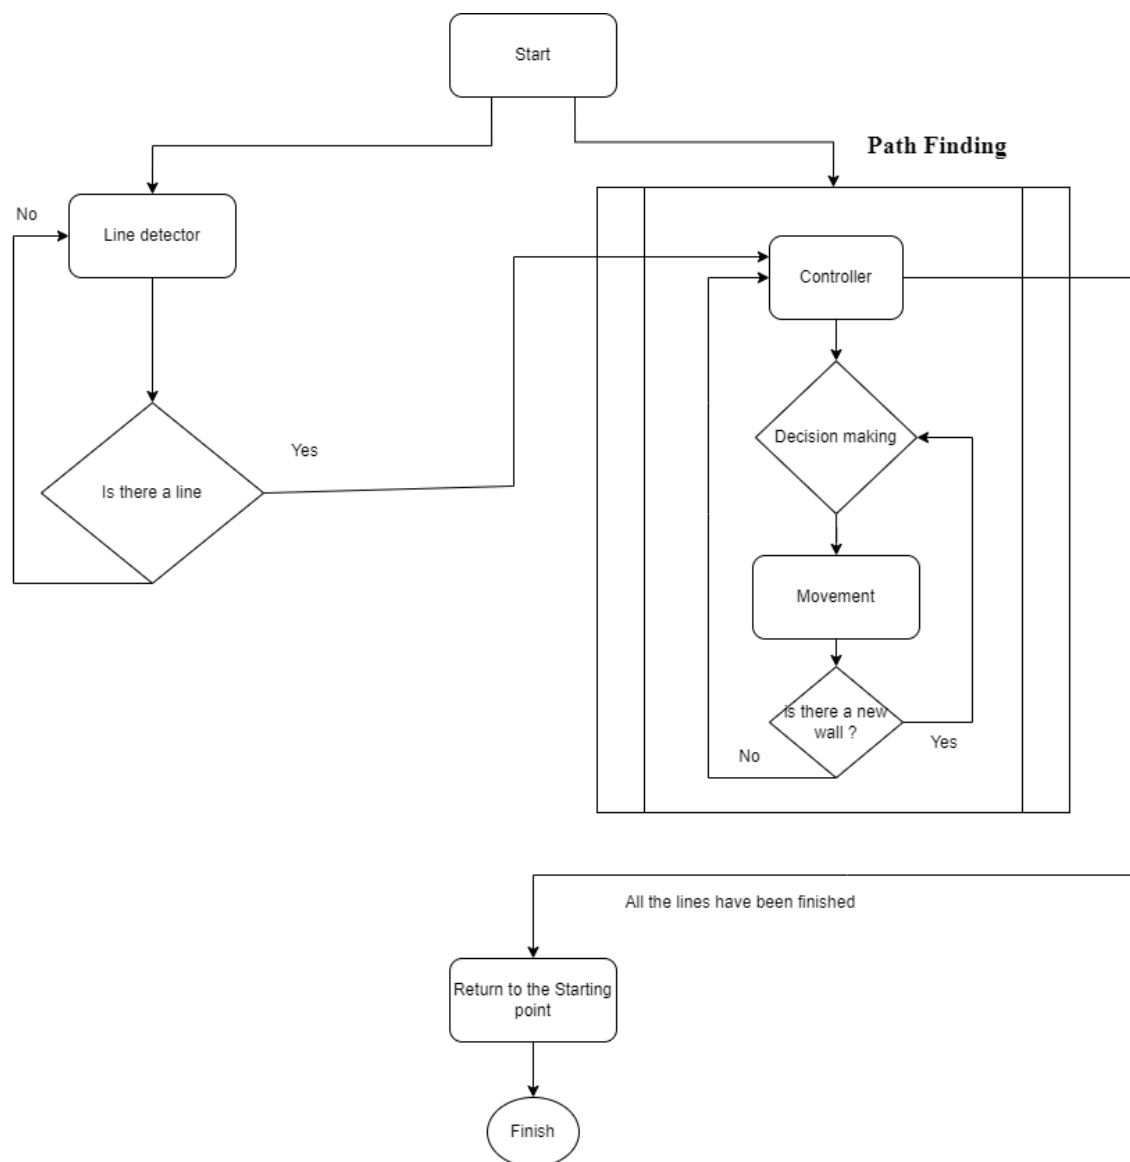 Start
Path Finding
No
Line detector
Controller
Decision making
Yes
Is there a line
Movement
is there a new
wall ?
Yes
No
All the lines have been finished
Return to the Starting
point
Finish